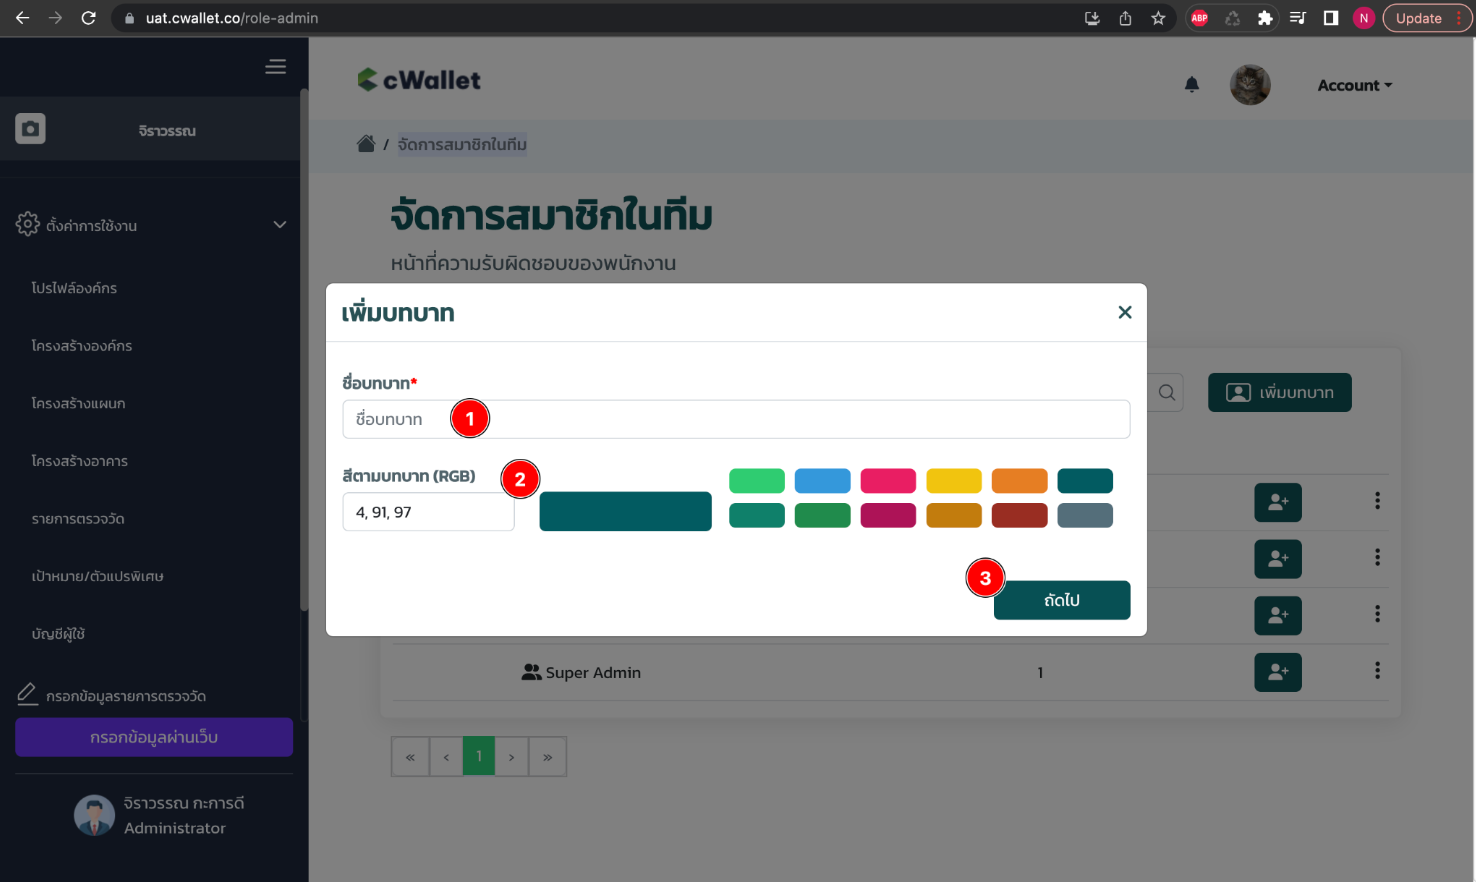 uat.cwallet.co/role-admin
ABP
N
Update
จิราวรรณ
ตั้งค่าการใช้งาน
โปรไฟล์องค์กร
โครงสร้างองค์กร
โครงสร้างแผนก
โครงสร้างอาคาร
รายการตรวจวัด
เป้าหมาย/ตัวแปรพิเศษ
บัญชีผู้ใช้
กรอกข้อมูลรายการตรวจวัด
กรอกข้อมูลผ่านเว็บ
จิราวรรณ กะการดี
Administrator
cWallet
Account
/ จัดการสมาชิกในทีม
จัดการสมาชิกในทีม
หน้าที่ความรับผิดชอบของพนักงาน
เพิ่มบทบาท
เพิ่มบทบาท
×
ชื่อบทบาท*
ชื่อบทบาท
1
สีตามบทบาท (RGB)
2
4, 91, 97
3
ถัดไป
Super Admin 1
« ‹ 1 › »